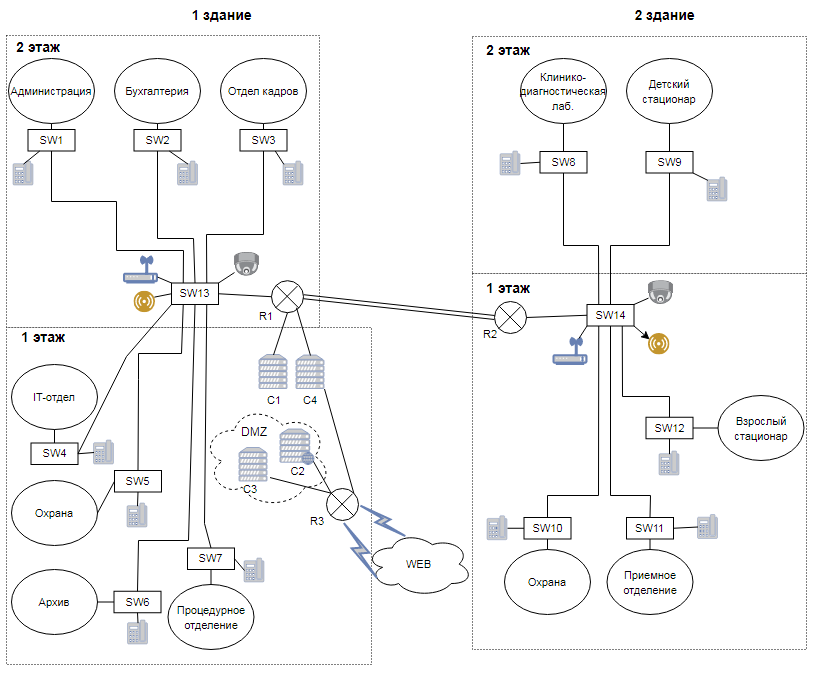 1 здание
2 здание
2 этаж
Администрация
Бухгалтерия
Отдел кадров
SW1
SW2
SW3
SW13
R1
1 этаж
IT-отдел
SW4
SW5
Охрана
Архив
SW6
SW7
Процедурное
отделение
C1
C4
DMZ
C2
C3
R3
WEB
2 этаж
Клинико-
диагностическая
лаб.
Детский
стационар
SW8
SW9
1 этаж
R2
SW14
SW12
Взрослый
стационар
SW10
SW11
Охрана
Приемное
отделение